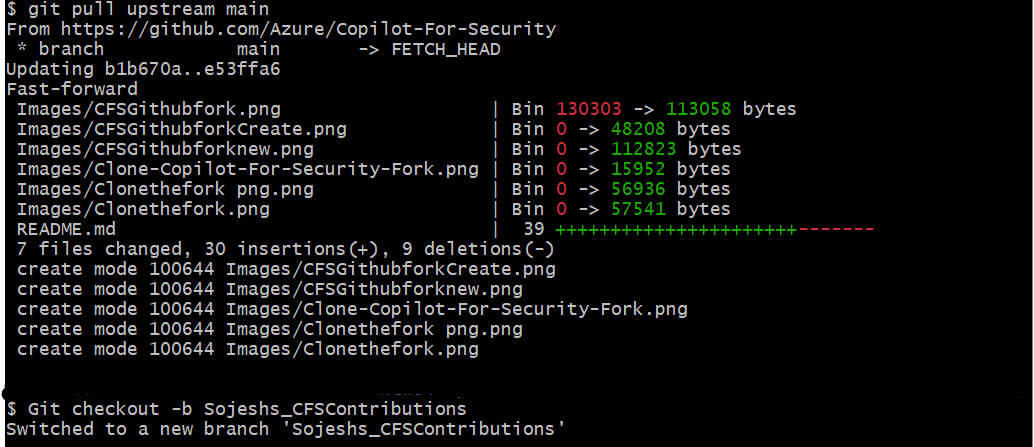 $ git pull upstream main
From https://github.com/Azure/Copilot-For-Security
 * branch            main       -> FETCH_HEAD
Updating b1b670a..e53ffa6
Fast-forward
 Images/CFSGithubfork.png                   | Bin 130303 -> 113058 bytes
 Images/CFSGithubforkCreate.png             | Bin 0 -> 48208 bytes
 Images/CFSGithubforknew.png                | Bin 0 -> 112823 bytes
 Images/Clone-Copilot-For-Security-Fork.png | Bin 0 -> 15952 bytes
 Images/Clonethefork png.png                | Bin 0 -> 56936 bytes
 Images/Clonethefork.png                    | Bin 0 -> 57541 bytes
 README.md                                  |  39 ++++++++++++++++++++++-------
 7 files changed, 30 insertions(+), 9 deletions(-)
 create mode 100644 Images/CFSGithubforkCreate.png
 create mode 100644 Images/CFSGithubforknew.png
 create mode 100644 Images/Clone-Copilot-For-Security-Fork.png
 create mode 100644 Images/Clonethefork png.png
 create mode 100644 Images/Clonethefork.png
$ Git checkout -b Sojeshs_CFSContributions
Switched to a new branch 'Sojeshs_CFSContributions'